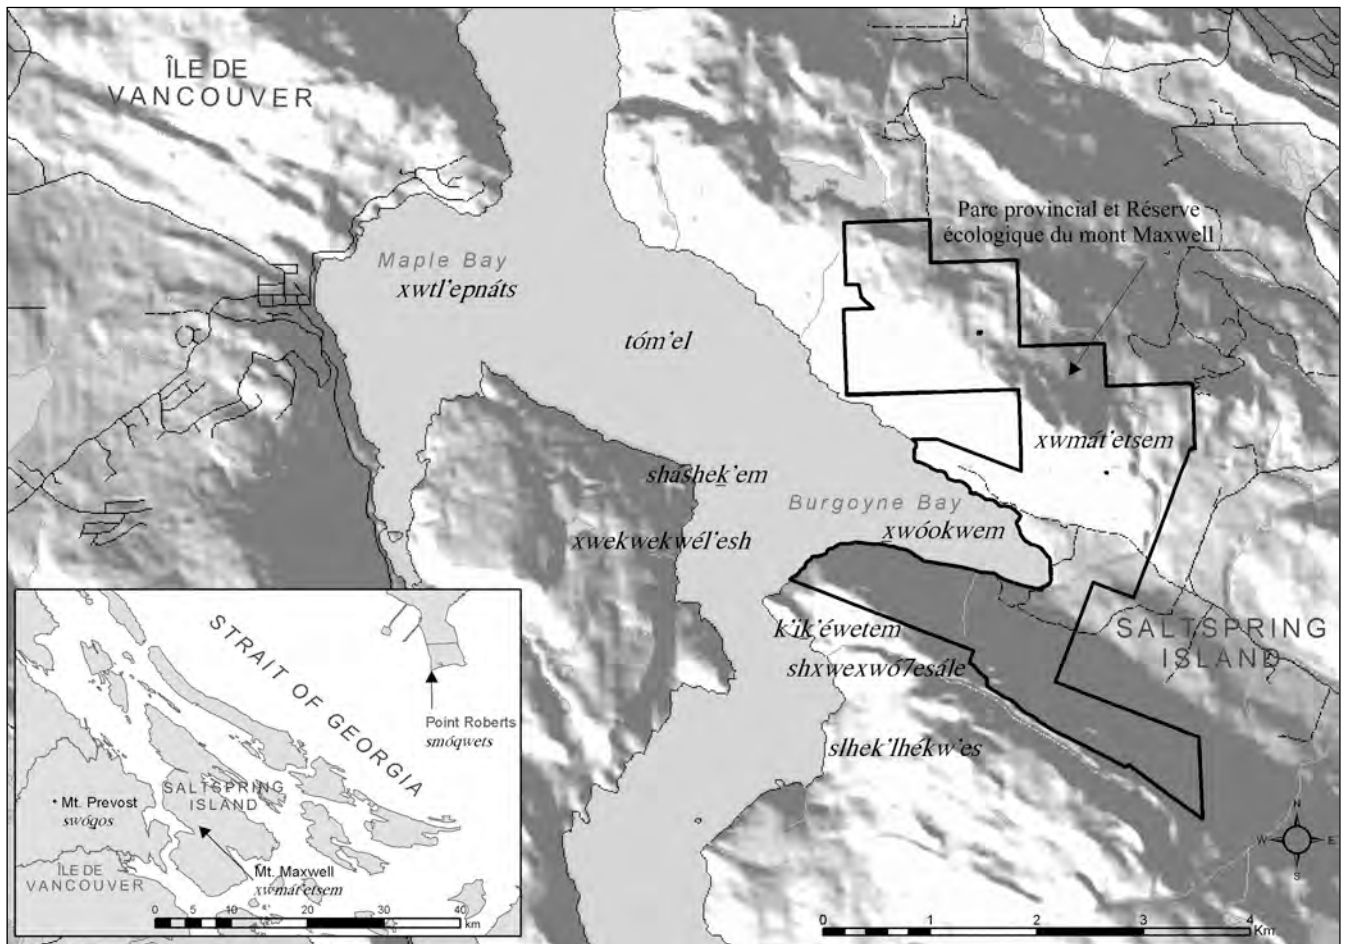 ÎLE DE
VANCOUVER
Parc provincial et Réserve
écologique du mont Maxwell
Maple Bay
xwtl'epnáts
tóm'el
xwmát'etsem
sháshek'em
Burgoyne Bay
xwóokwem
xwekwekwél'esh
k'ik'éwetem
SALTSPRING
ISLAND
shxwexwó7esále
slhek'lhékw'es
N
W E
S
0 1 2 3 4
Km
STRAIT OF GEORGIA
Point Roberts
smóqwets
SALTSPRING
ISLAND
Mt. Prevost
swóqos
ÎLE DE
VANCOUVER
Mt. Maxwell
xw-mát'etsem
0 5 10 20 30 40
km